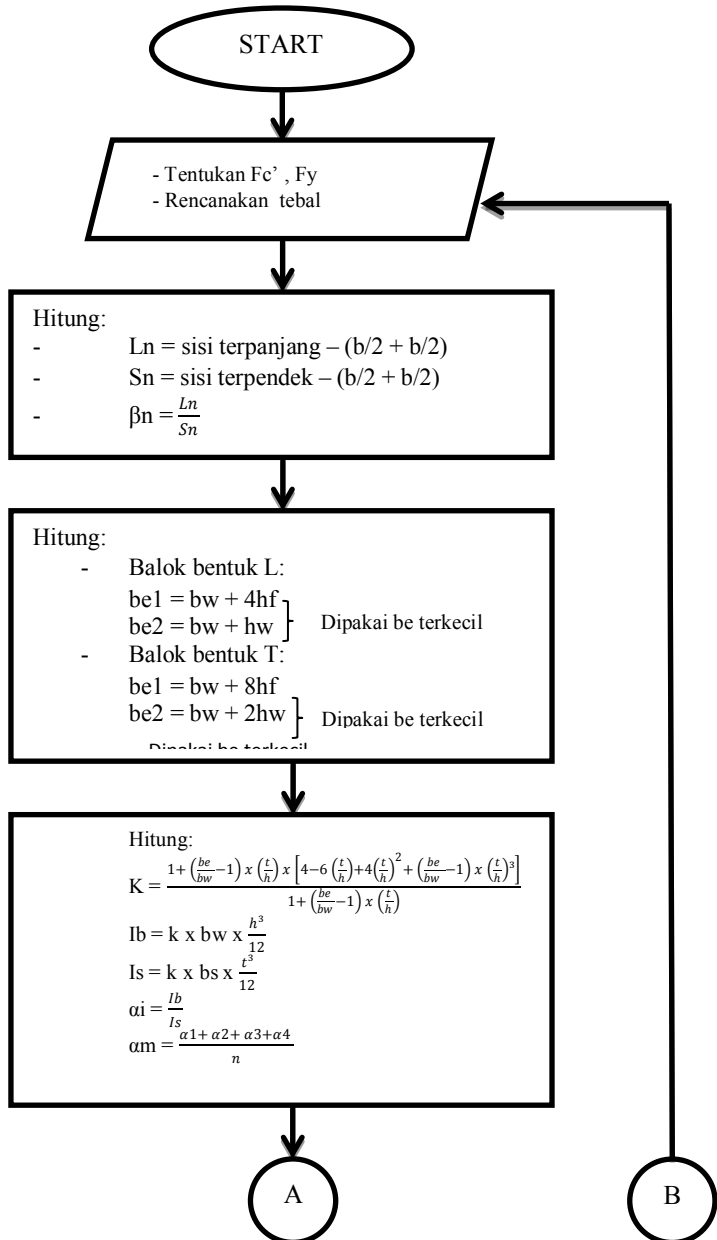 START
- Tentukan Fc’ , Fy
- Rencanakan tebal
Hitung:
- Ln = sisi terpanjang – (b/2 + b/2)
- Sn = sisi terpendek – (b/2 + b/2)
- βn = Ln/Sn
Hitung:
- Balok bentuk L:
be1 = bw + 4hf
be2 = bw + hw
Dipakai be terkecil
- Balok bentuk T:
be1 = bw + 8hf
be2 = bw + 2hw
Dipakai be terkecil
Dipakai be terkecil
Hitung:
K = (1+ (be/bw −1) x (t/h) x [4−6 (t/h)+4(t/h)² + (be/bw −1) x (t/h)³]) / (1+ (be/bw −1) x (t/h))
Ib = k x bw x h³/12
Is = k x bs x t³/12
αi = Ib/Is
αm = (α1+ α2+ α3+α4)/n
A
B